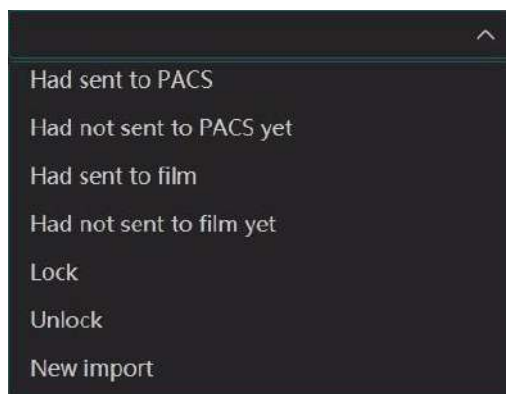 Had sent to PACS
Had not sent to PACS yet
Had sent to film
Had not sent to film yet
Lock
Unlock
New import